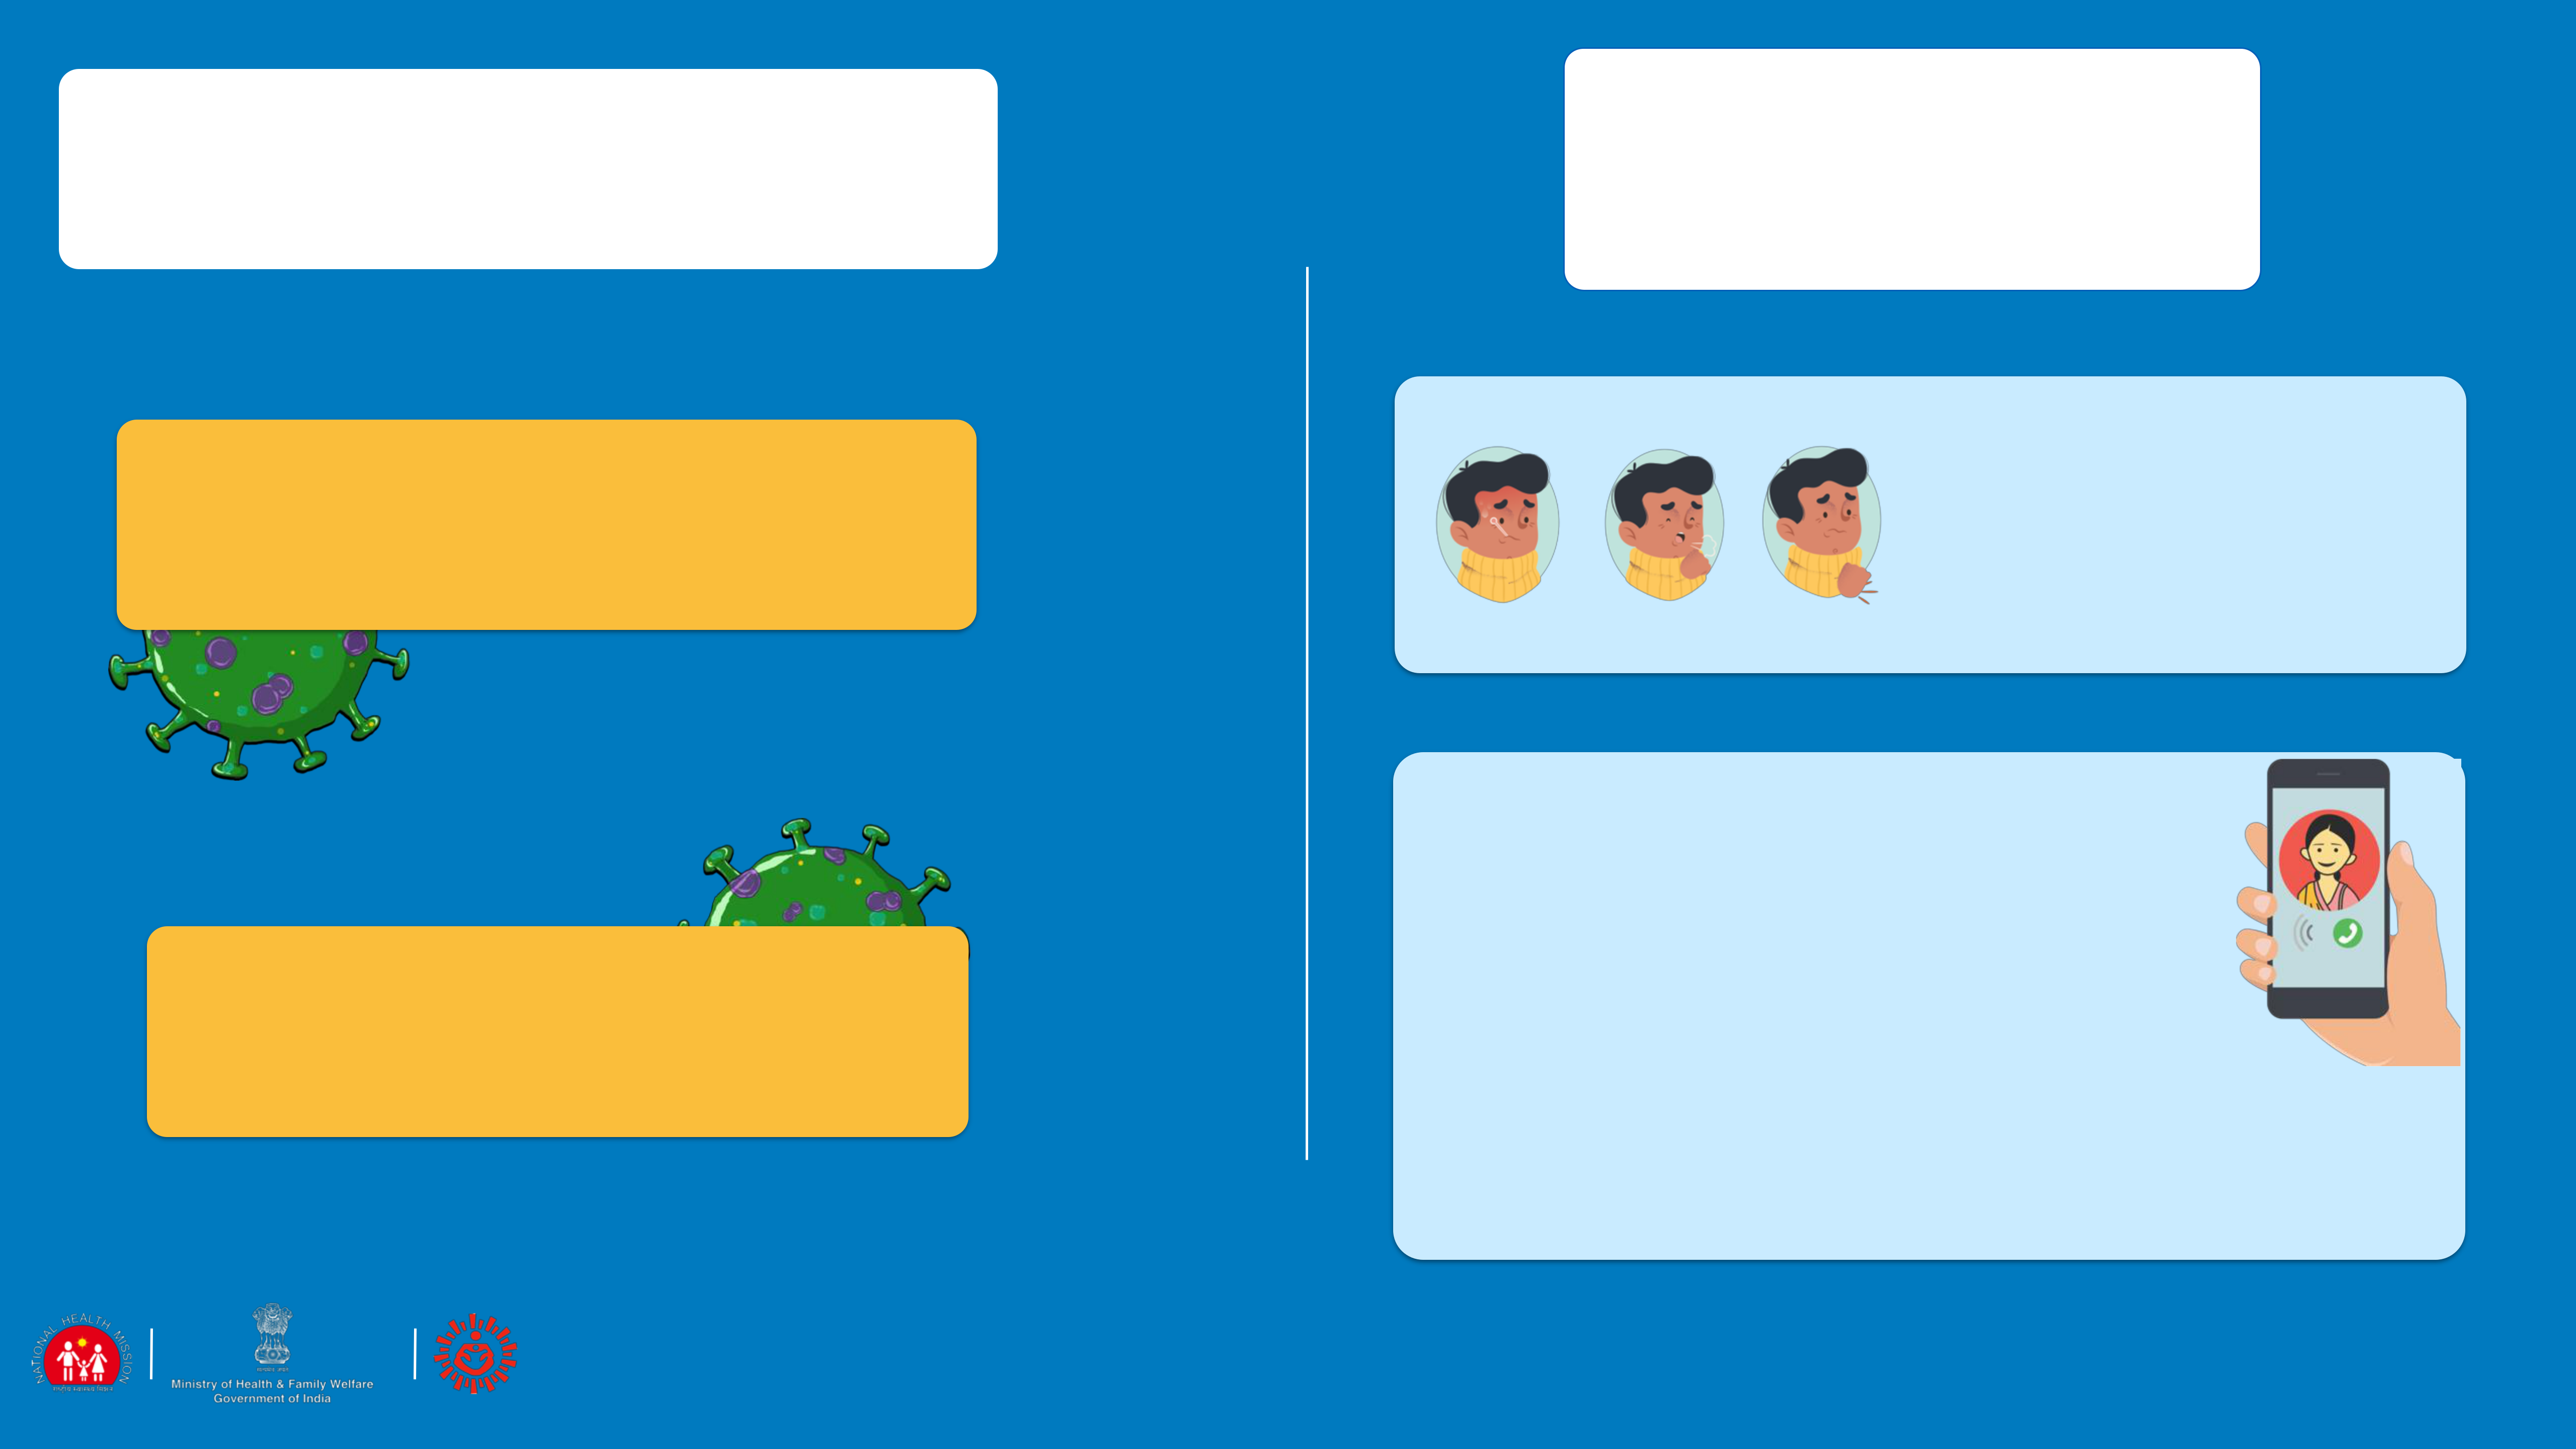 NATIONAL HEALTH MISSION
Ministry of Health & Family Welfare
Government of India